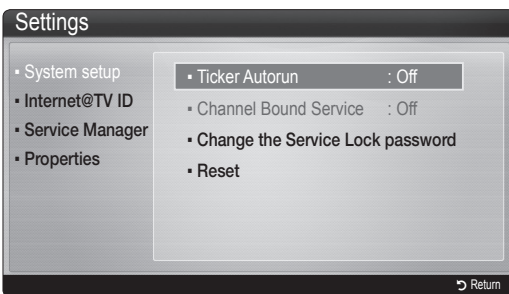 Settings
▪ System setup
▪ Internet@TV ID
▪ Service Manager
▪ Properties
▪ Ticker Autorun : Off
▪ Channel Bound Service : Off
▪ Change the Service Lock password
▪ Reset
Return